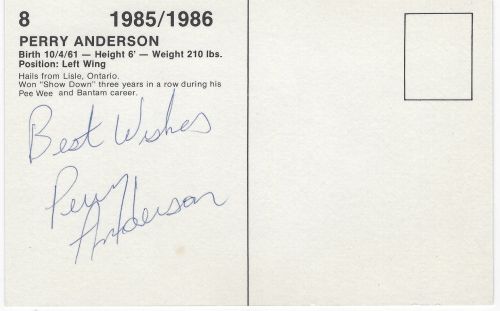 8 1985/1986
PERRY ANDERSON
Birth 10/4/61 — Height 6' — Weight 210 lbs.
Position: Left Wing
Hails from Lisle, Ontario.
Won "Show Down" three years in a row during his
Pee Wee and Bantam career.
Best Wishes
Perry
Anderson